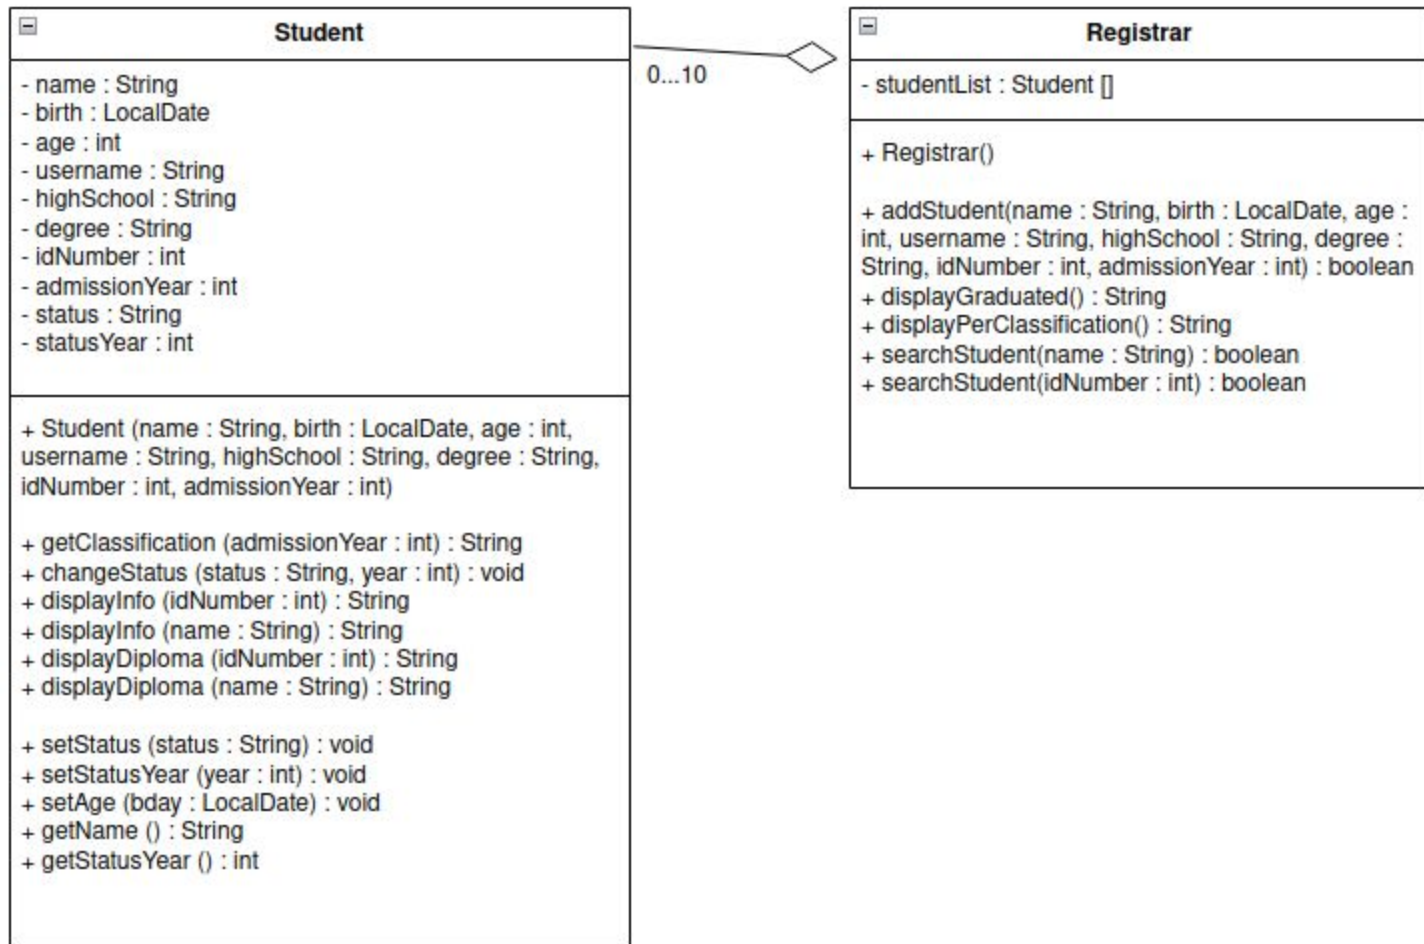 Student
- name : String
- birth : LocalDate
- age : int
- username : String
- highSchool : String
- degree : String
- idNumber : int
- admissionYear : int
- status : String
- statusYear : int
+ Student (name : String, birth : LocalDate, age : int,
username : String, highSchool : String, degree : String,
idNumber : int, admissionYear : int)
+ getClassification (admissionYear : int) : String
+ changeStatus (status : String, year : int) : void
+ displayInfo (idNumber : int) : String
+ displayInfo (name : String) : String
+ displayDiploma (idNumber : int) : String
+ displayDiploma (name : String) : String
+ setStatus (status : String) : void
+ setStatusYear (year : int) : void
+ setAge (bday : LocalDate) : void
+ getName () : String
+ getStatusYear () : int
0...10
Registrar
- studentList : Student []
+ Registrar()
+ addStudent(name : String, birth : LocalDate, age :
int, username : String, highSchool : String, degree :
String, idNumber : int, admissionYear : int) : boolean
+ displayGraduated() : String
+ displayPerClassification() : String
+ searchStudent(name : String) : boolean
+ searchStudent(idNumber : int) : boolean